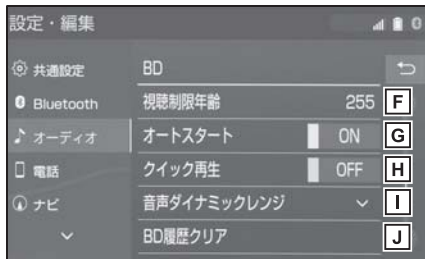 設定・編集
共通設定
Bluetooth
オーディオ
電話
ナビ
BD
視聴制限年齢 255 F
オートスタート ON G
クイック再生 OFF H
音声ダイナミックレンジ I
BD履歴クリア J